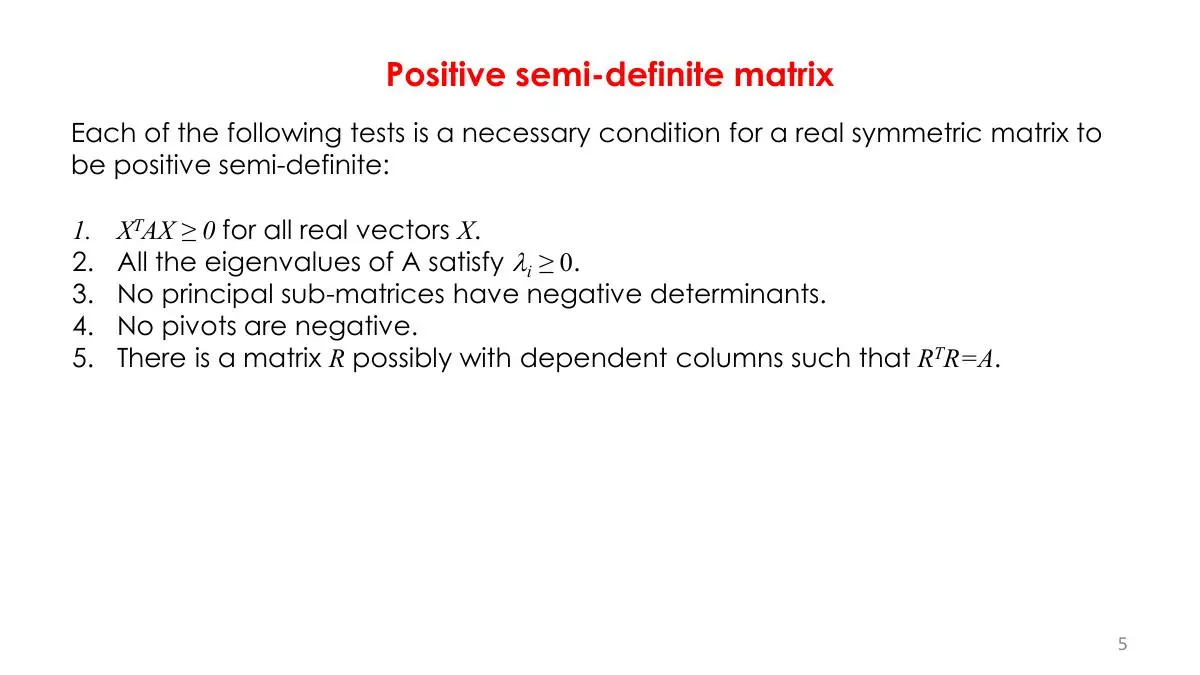 Positive semi-definite matrix
Each of the following tests is a necessary condition for a real symmetric matrix to
be positive semi-definite:
1. XᵀAX ≥ 0 for all real vectors X.
2. All the eigenvalues of A satisfy λᵢ ≥ 0.
3. No principal sub-matrices have negative determinants.
4. No pivots are negative.
5. There is a matrix R possibly with dependent columns such that RᵀR=A.
5